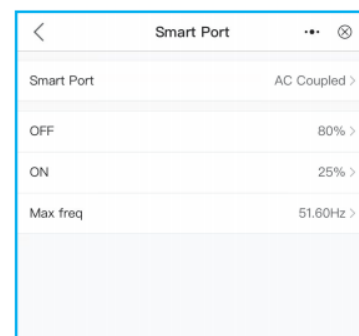 Smart Port
Smart Port AC Coupled >
OFF 80% >
ON 25% >
Max freq 51.60Hz >